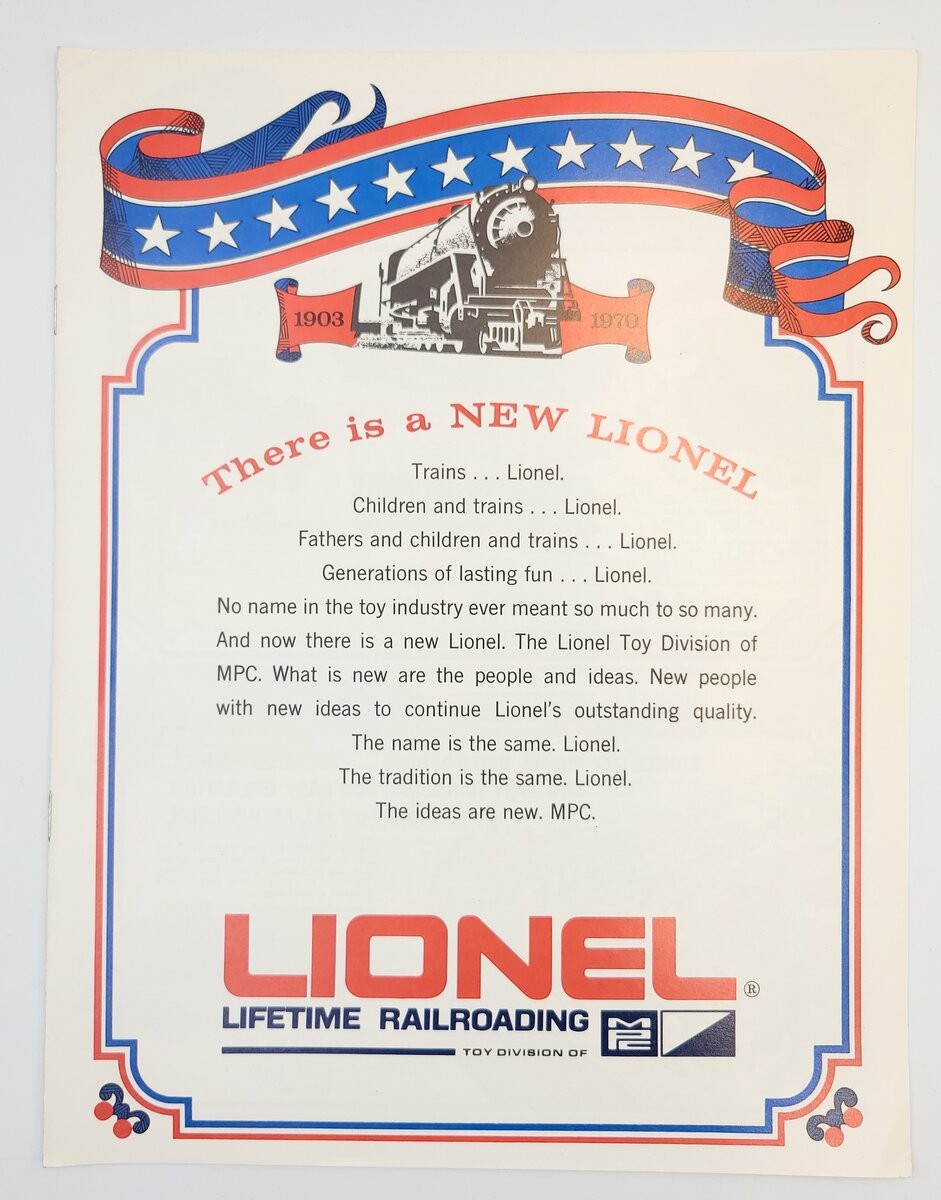 1903
1970
There is a NEW LIONEL
Trains . . . Lionel.
Children and trains . . . Lionel.
Fathers and children and trains . . . Lionel.
Generations of lasting fun . . . Lionel.
No name in the toy industry ever meant so much to so many.
And now there is a new Lionel. The Lionel Toy Division of
MPC. What is new are the people and ideas. New people
with new ideas to continue Lionel's outstanding quality.
The name is the same. Lionel.
The tradition is the same. Lionel.
The ideas are new. MPC.
LIONEL®
LIFETIME RAILROADING MPC
TOY DIVISION OF